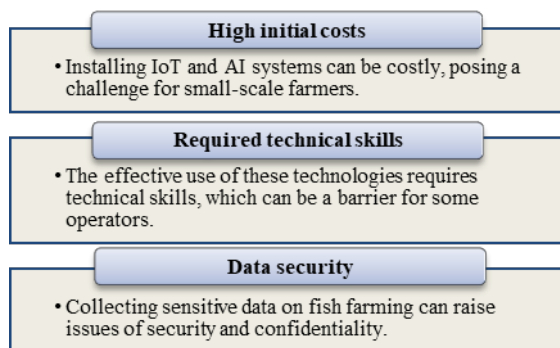 High initial costs
• Installing IoT and AI systems can be costly, posing a
challenge for small-scale farmers.
Required technical skills
• The effective use of these technologies requires
technical skills, which can be a barrier for some
operators.
Data security
• Collecting sensitive data on fish farming can raise
issues of security and confidentiality.